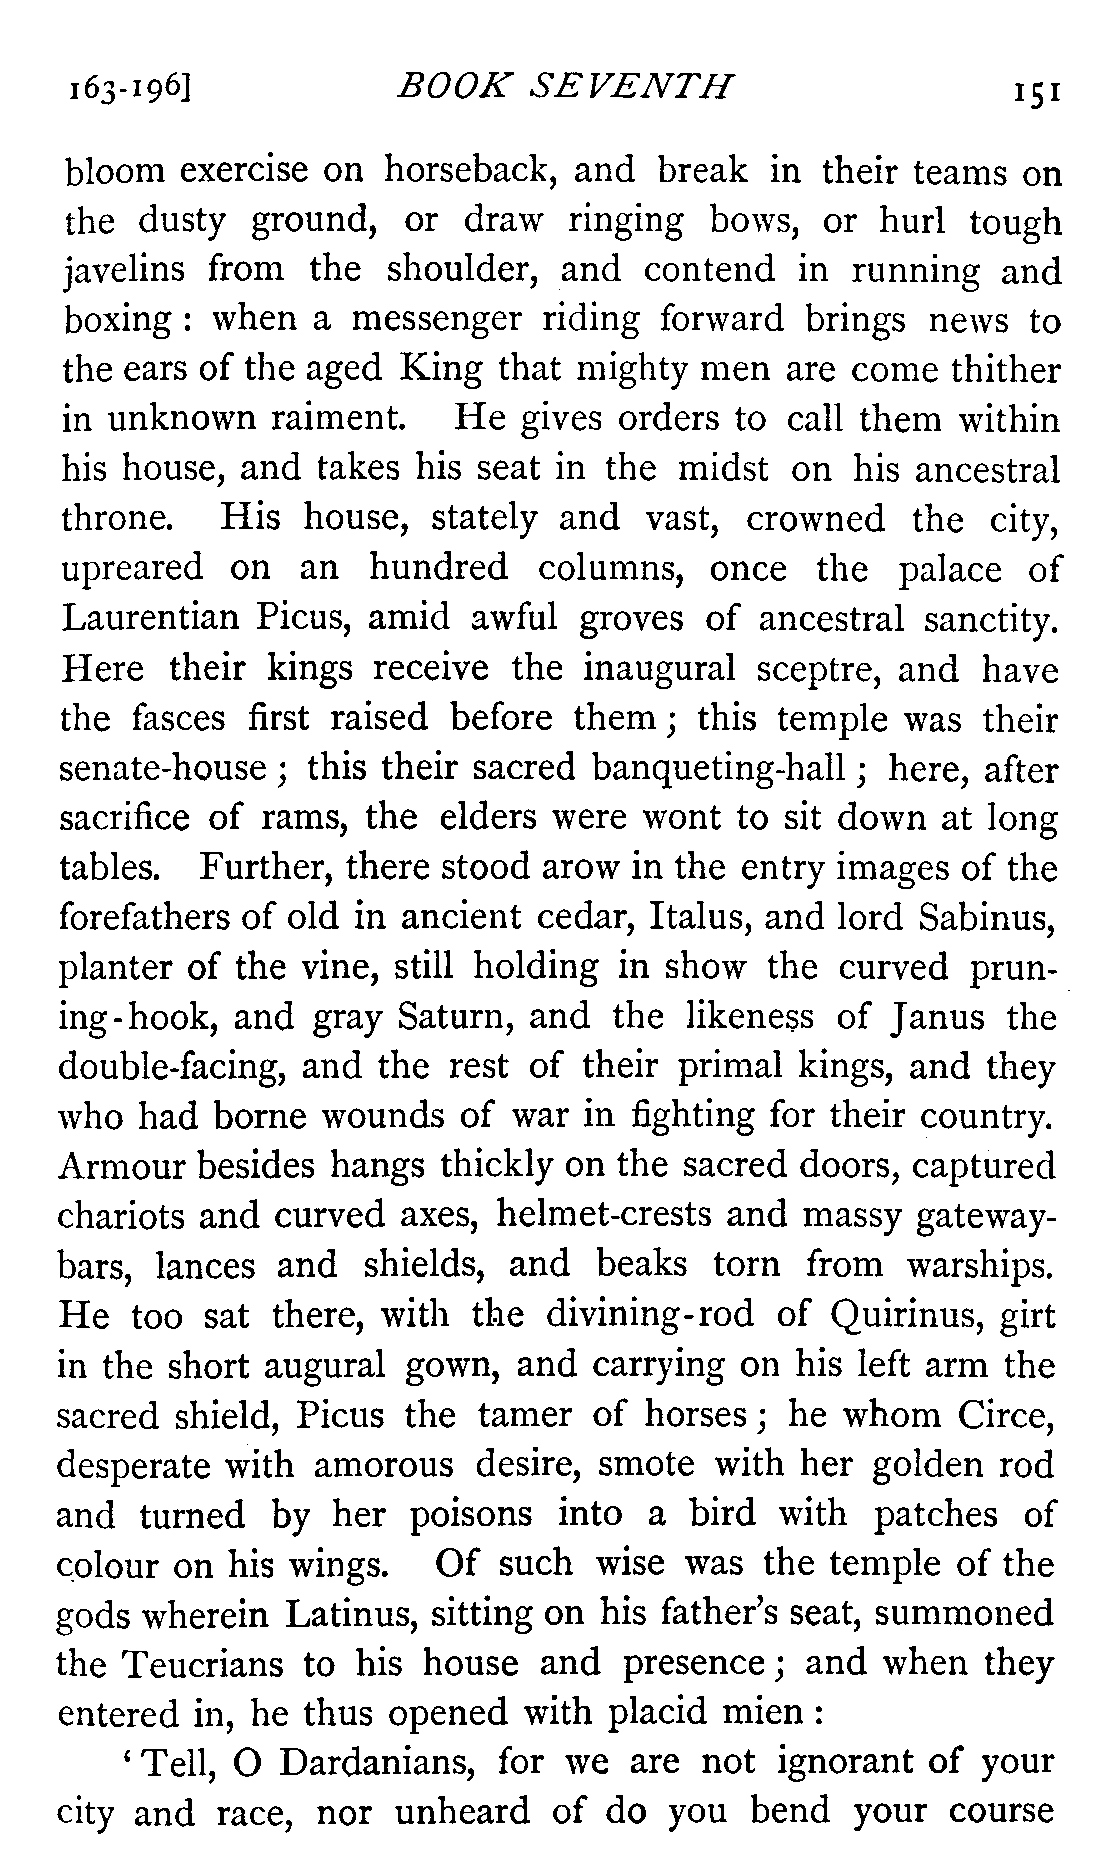 163-196] BOOK SEVENTH 151
bloom exercise on horseback, and break in their teams on
the dusty ground, or draw ringing bows, or hurl tough
javelins from the shoulder, and contend in running and
boxing : when a messenger riding forward brings news to
the ears of the aged King that mighty men are come thither
in unknown raiment. He gives orders to call them within
his house, and takes his seat in the midst on his ancestral
throne. His house, stately and vast, crowned the city,
upreared on an hundred columns, once the palace of
Laurentian Picus, amid awful groves of ancestral sanctity.
Here their kings receive the inaugural sceptre, and have
the fasces first raised before them ; this temple was their
senate-house ; this their sacred banqueting-hall ; here, after
sacrifice of rams, the elders were wont to sit down at long
tables. Further, there stood arow in the entry images of the
forefathers of old in ancient cedar, Italus, and lord Sabinus,
planter of the vine, still holding in show the curved prun-
ing-hook, and gray Saturn, and the likeness of Janus the
double-facing, and the rest of their primal kings, and they
who had borne wounds of war in fighting for their country.
Armour besides hangs thickly on the sacred doors, captured
chariots and curved axes, helmet-crests and massy gateway-
bars, lances and shields, and beaks torn from warships.
He too sat there, with the divining-rod of Quirinus, girt
in the short augural gown, and carrying on his left arm the
sacred shield, Picus the tamer of horses ; he whom Circe,
desperate with amorous desire, smote with her golden rod
and turned by her poisons into a bird with patches of
colour on his wings. Of such wise was the temple of the
gods wherein Latinus, sitting on his father's seat, summoned
the Teucrians to his house and presence ; and when they
entered in, he thus opened with placid mien :
‘ Tell, O Dardanians, for we are not ignorant of your
city and race, nor unheard of do you bend your course